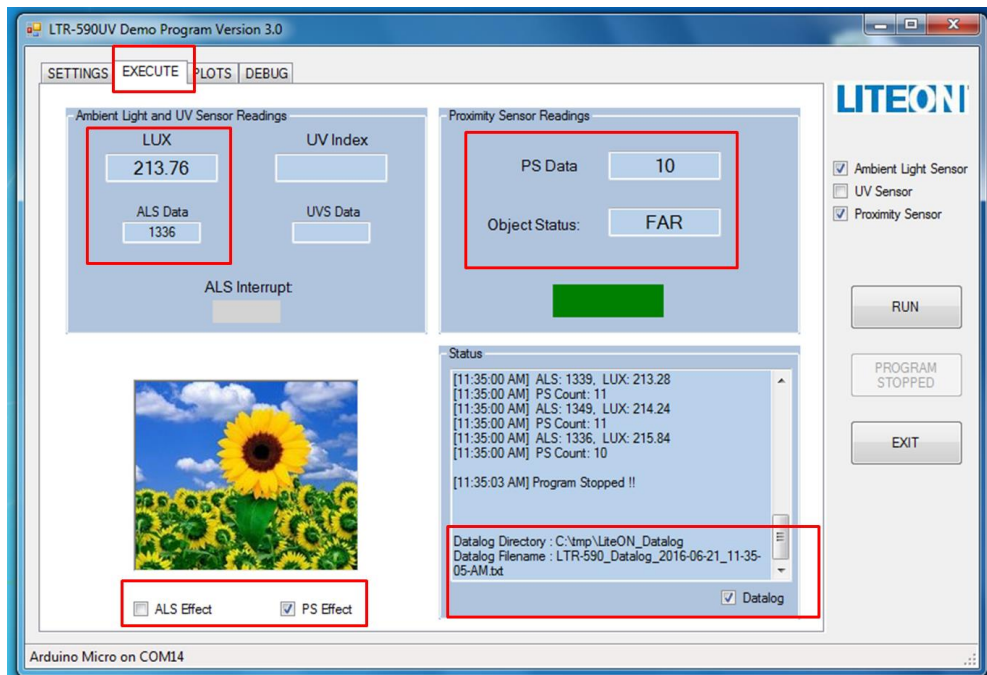 LTR-590UV Demo Program Version 3.0
SETTINGS EXECUTE PLOTS DEBUG
LITEON
Ambient Light and UV Sensor Readings
LUX UV Index
213.76
ALS Data UVS Data
1336
ALS Interrupt:
Proximity Sensor Readings
PS Data 10
Object Status: FAR
Ambient Light Sensor
UV Sensor
Proximity Sensor
RUN
PROGRAM
STOPPED
EXIT
Status
[11:35:00 AM] ALS: 1339, LUX: 213.28
[11:35:00 AM] PS Count: 11
[11:35:00 AM] ALS: 1349, LUX: 214.24
[11:35:00 AM] PS Count: 11
[11:35:00 AM] ALS: 1336, LUX: 215.84
[11:35:00 AM] PS Count: 10
[11:35:03 AM] Program Stopped !!
Datalog Directory : C:\tmp\LiteON_Datalog
Datalog Filename : LTR-590_Datalog_2016-06-21_11-35-
05-AM.txt
Datalog
ALS Effect PS Effect
Arduino Micro on COM14